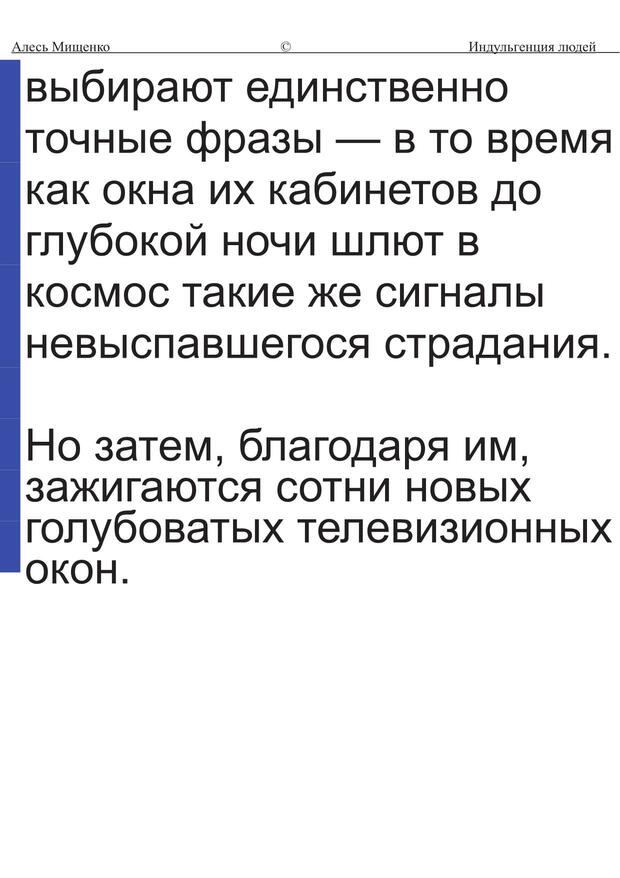 Алесь Мищенко © Индульгенция людей
выбирают единственно
точные фразы — в то время
как окна их кабинетов до
глубокой ночи шлют в
космос такие же сигналы
невыспавшегося страдания.
Но затем, благодаря им,
зажигаются сотни новых
голубоватых телевизионных
окон.